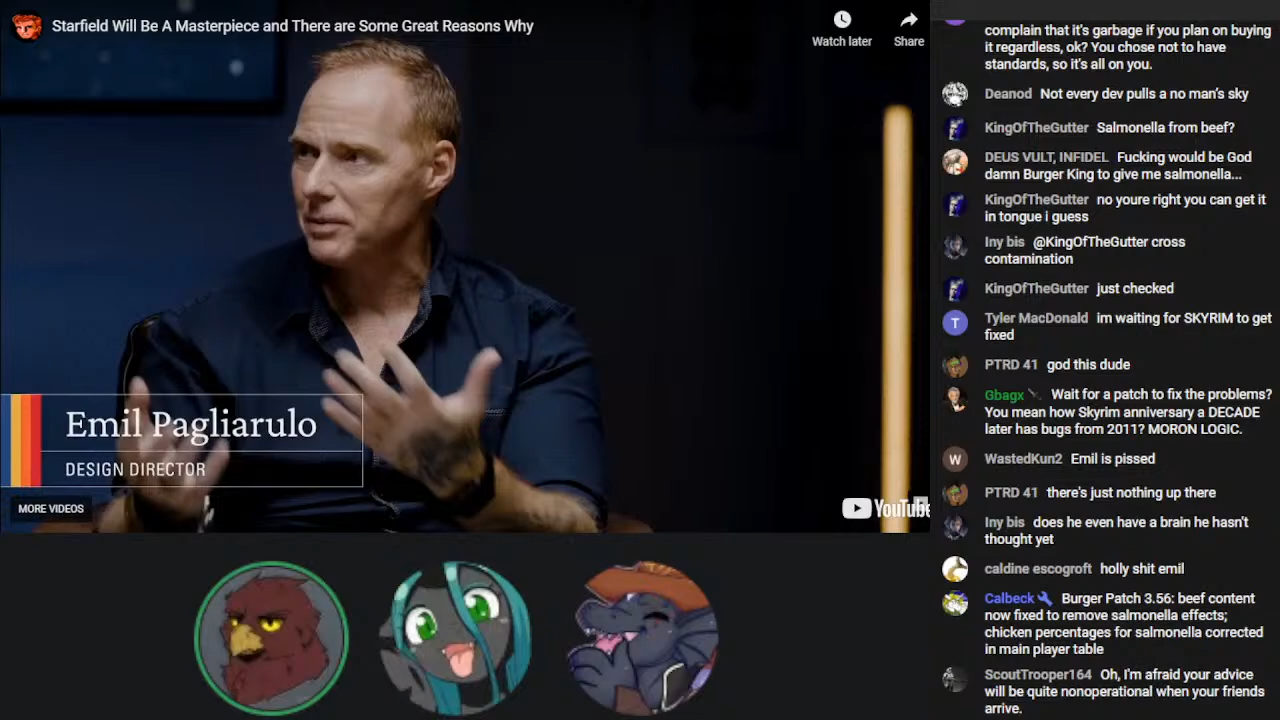 Starfield Will Be A Masterpiece and There are Some Great Reasons Why
Watch later
Share
Emil Pagliarulo
DESIGN DIRECTOR
MORE VIDEOS
YouTube
complain that it's garbage if you plan on buying
it regardless, ok? You chose not to have
standards, so it's all on you.
Deanod Not every dev pulls a no man's sky
KingOfTheGutter Salmonella from beef?
DEUS VULT, INFIDEL Fucking would be God
damn Burger King to give me salmonella...
KingOfTheGutter no youre right you can get it
in tongue i guess
Iny bis @KingOfTheGutter cross
contamination
KingOfTheGutter just checked
T
Tyler MacDonald im waiting for SKYRIM to get
fixed
PTRD 41 god this dude
Gbagx Wait for a patch to fix the problems?
You mean how Skyrim anniversary a DECADE
later has bugs from 2011? MORON LOGIC.
W
WastedKun2 Emil is pissed
PTRD 41 there's just nothing up there
Iny bis does he even have a brain he hasn't
thought yet
caldine escogroft holly shit emil
Calbeck Burger Patch 3.56: beef content
now fixed to remove salmonella effects;
chicken percentages for salmonella corrected
in main player table
ScoutTrooper164 Oh, I'm afraid your advice
will be quite nonoperational when your friends
arrive.